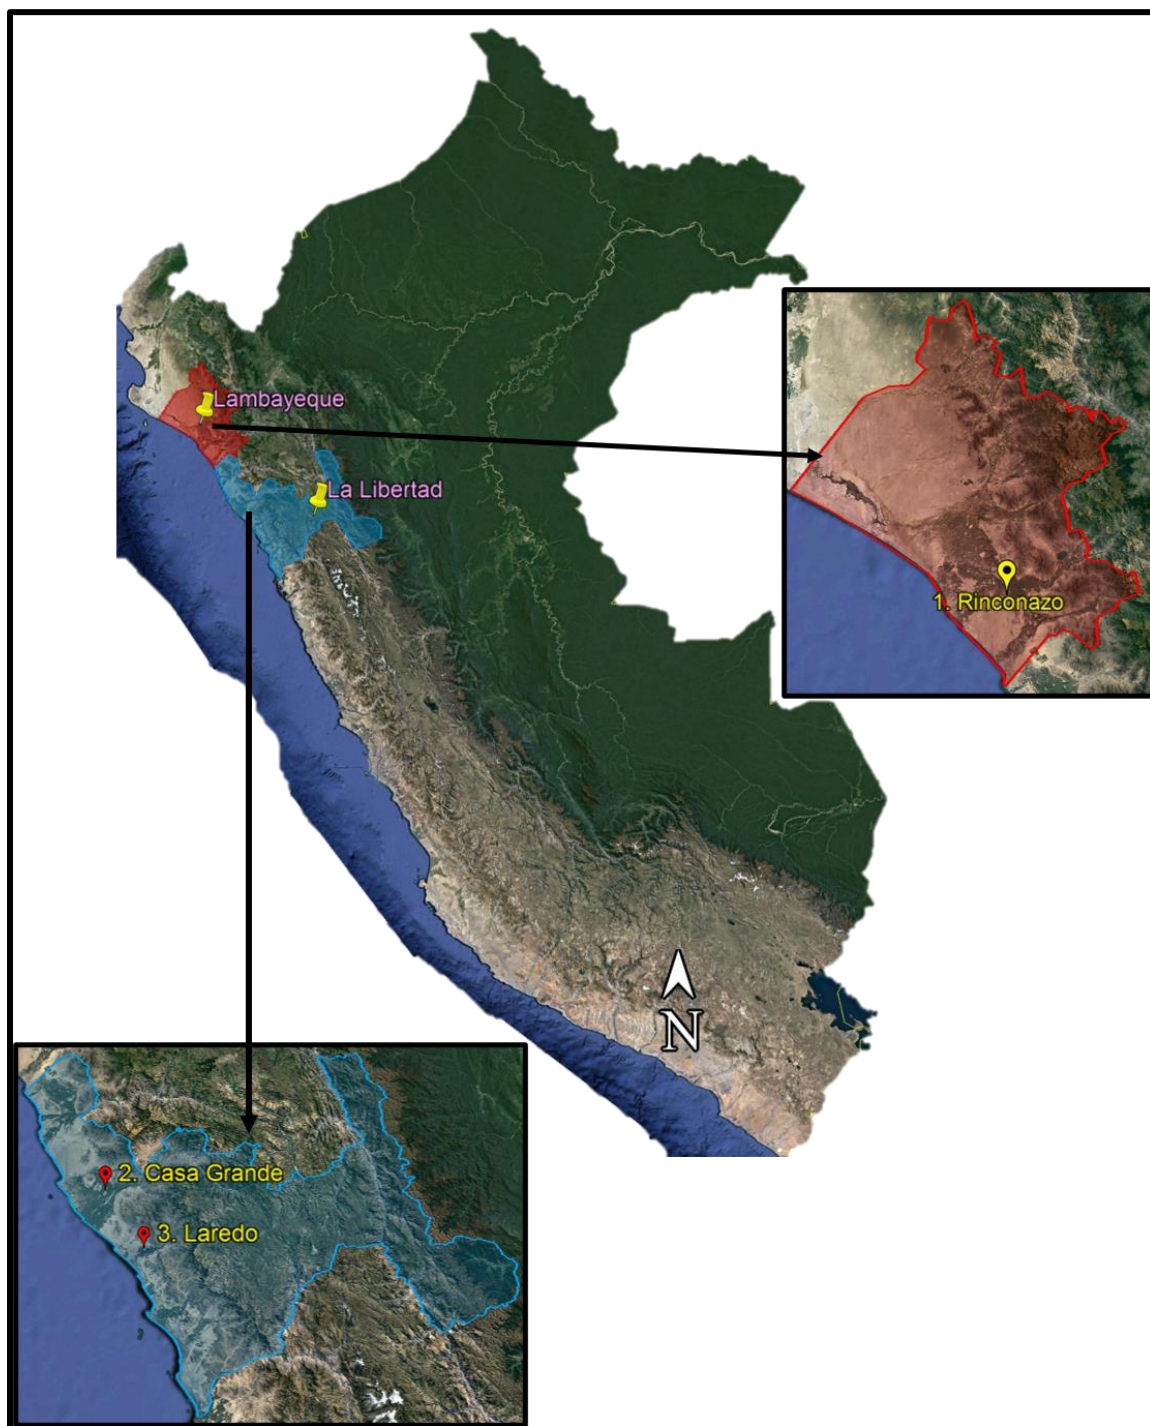 Lambayeque
La Libertad
1. Rinconazo
N
2. Casa Grande
3. Laredo